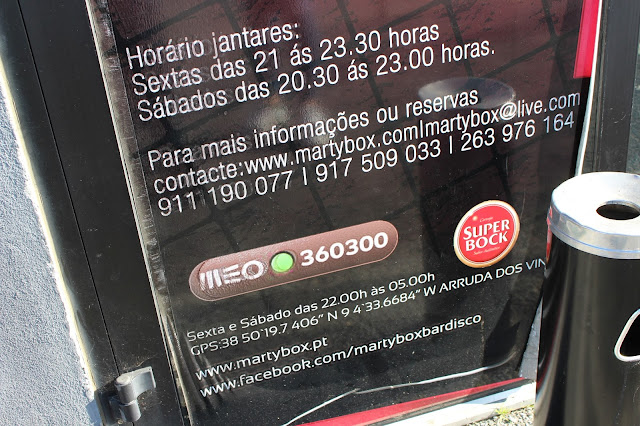 Horário jantares:
Sextas das 21 ás 23.30 horas
Sábados das 20.30 ás 23.00 horas.
Para mais informações ou reservas
contacte:www.martybox.com|martybox@live.com
911 190 077 | 917 509 033 | 263 976 164
MEO 360300
SUPER
BOCK
Sexta e Sábado das 22.00h às 05.00h
GPS:38 50'19.7 406" N 9 4'33.6684" W ARRUDA DOS VIN
www.martybox.pt
www.facebook.com/martyboxbardisco